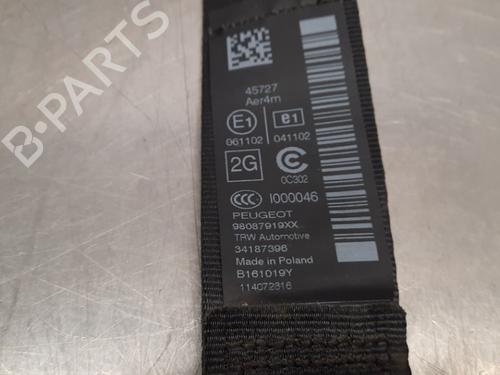 45727
Aer4m
E1 e1
061102 041102
2G C
0C302
CCC I000046
PEUGEOT
98087919XX
TRW Automotive
34187396
Made in Poland
B161019Y
114072816
B-PARTS